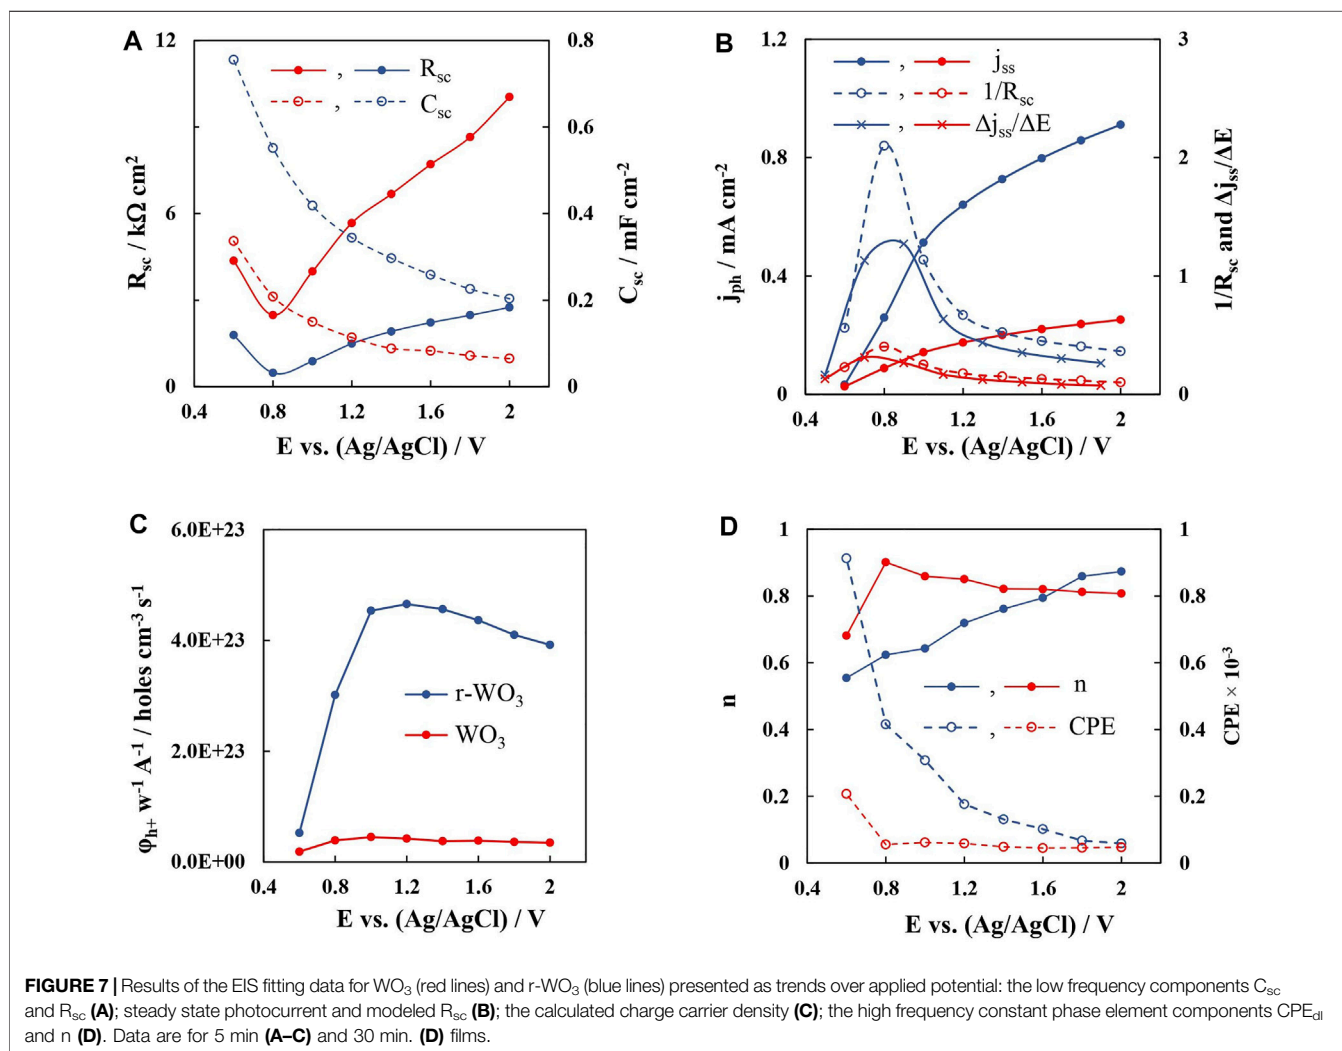 A
12
9
6
3
0
R_sc / kΩ cm²
0.8
0.6
0.4
0.2
0
C_sc / mF cm⁻²
, R_sc
, C_sc
0.4 0.8 1.2 1.6 2
E vs. (Ag/AgCl) / V
B
1.2
0.8
0.4
0
j_ph / mA cm⁻²
3
2
1
0
1/R_sc and Δj_ss/ΔE
, j_ss
, 1/R_sc
, Δj_ss/ΔE
0.4 0.8 1.2 1.6 2
E vs. (Ag/AgCl) / V
C
6.0E+23
4.0E+23
2.0E+23
0.0E+00
φ_h+ w⁻¹ A⁻¹ / holes cm⁻³ s⁻¹
r-WO₃
WO₃
0.4 0.8 1.2 1.6 2
E vs. (Ag/AgCl) / V
D
1
0.8
0.6
0.4
0.2
0
n
1
0.8
0.6
0.4
0.2
0
CPE × 10⁻³
, n
, CPE
0.4 0.8 1.2 1.6 2
E vs. (Ag/AgCl) / V
FIGURE 7 | Results of the EIS fitting data for WO₃ (red lines) and r-WO₃ (blue lines) presented as trends over applied potential: the low frequency components C_sc
and R_sc (A); steady state photocurrent and modeled R_sc (B); the calculated charge carrier density (C); the high frequency constant phase element components CPE_dl
and n (D). Data are for 5 min (A–C) and 30 min. (D) films.